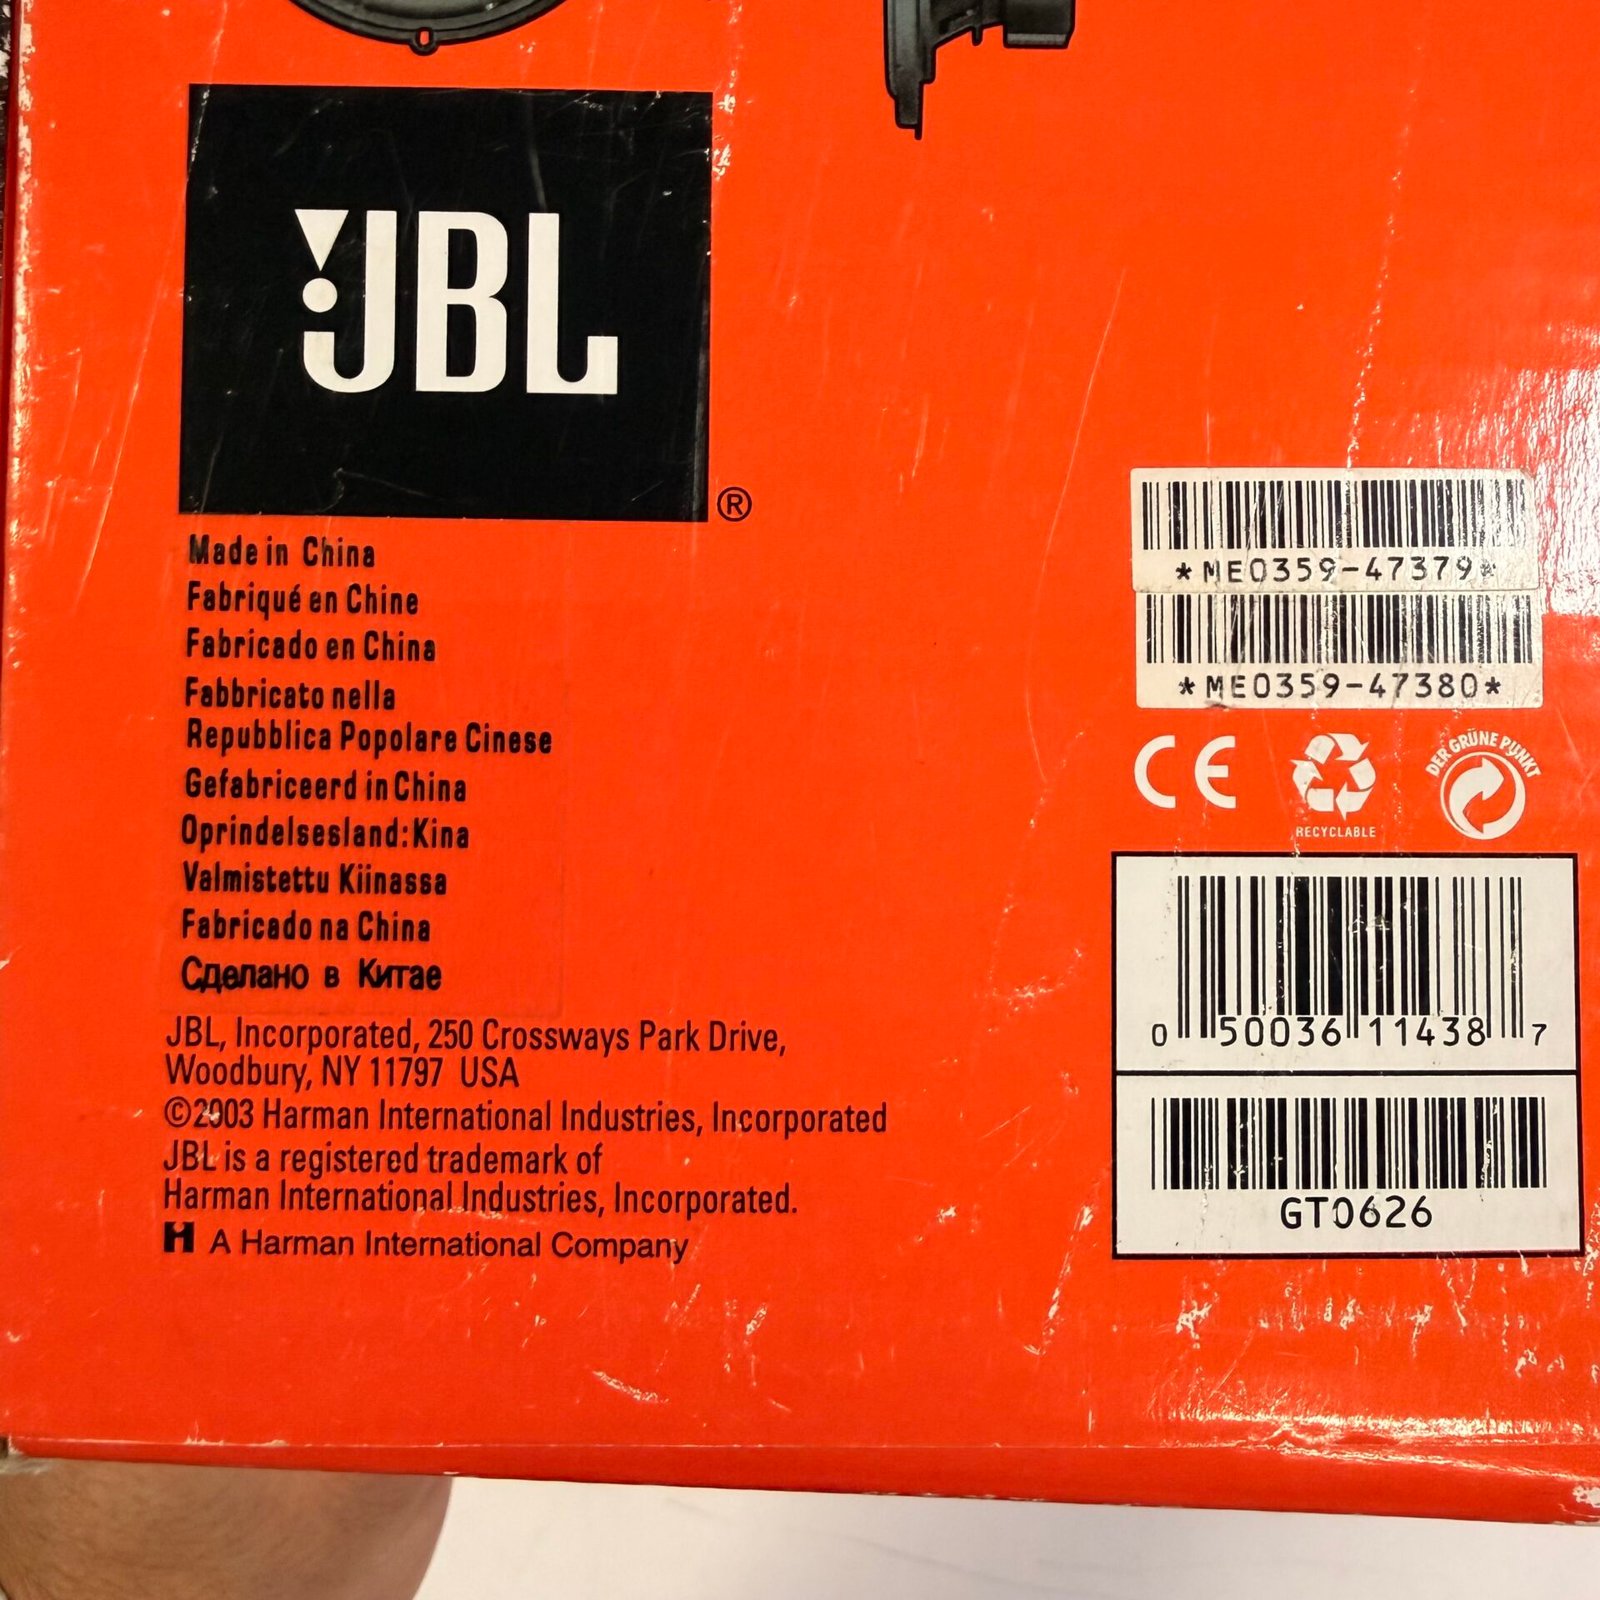 JBL
®
Made in China
Fabriqué en Chine
Fabricado en China
Fabbricato nella
Repubblica Popolare Cinese
Gefabriceerd in China
Oprindelsesland: Kina
Valmistettu Kiinassa
Fabricado na China
Сделано в Китае
JBL, Incorporated, 250 Crossways Park Drive,
Woodbury, NY 11797 USA
©2003 Harman International Industries, Incorporated
JBL is a registered trademark of
Harman International Industries, Incorporated.
H A Harman International Company
*ME0359-47379*
*ME0359-47380*
CE
RECYCLABLE
DER GRÜNE PUNKT
0 50036 11438 7
GT0626